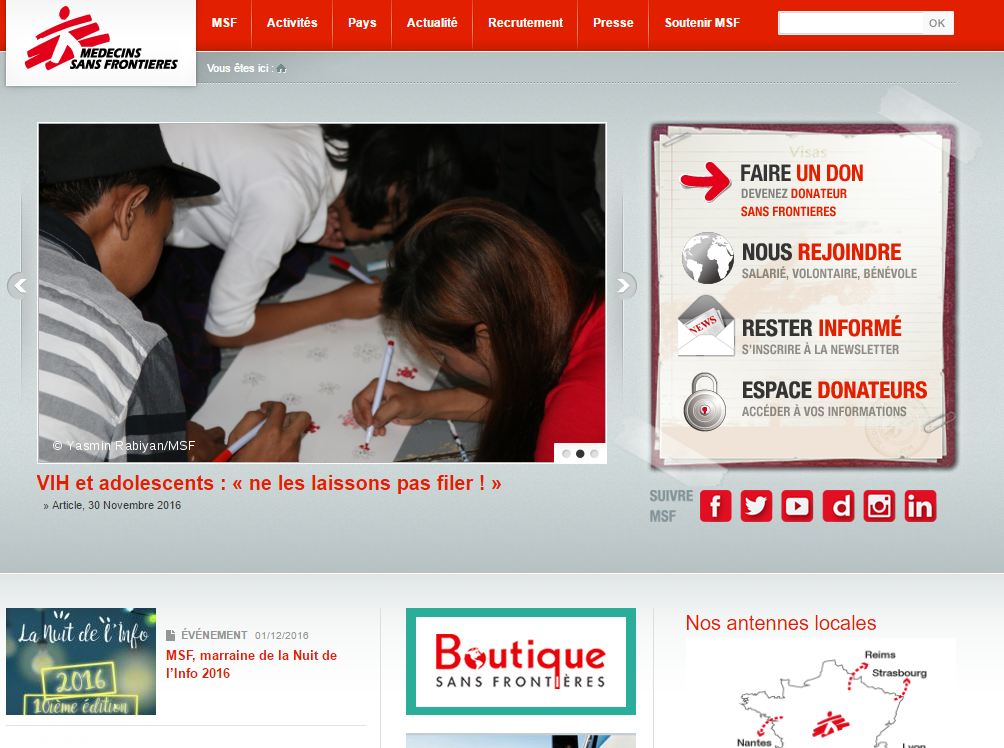 MEDECINS
SANS FRONTIERES
MSF
Activités
Pays
Actualité
Recrutement
Presse
Soutenir MSF
OK
Vous êtes ici :
© Yasmin Rabiyan/MSF
VIH et adolescents : « ne les laissons pas filer ! »
» Article, 30 Novembre 2016
Visas
FAIRE UN DON
DEVENEZ DONATEUR
SANS FRONTIERES
NOUS REJOINDRE
SALARIÉ, VOLONTAIRE, BÉNÉVOLE
NEWS
RESTER INFORMÉ
S'INSCRIRE À LA NEWSLETTER
ESPACE DONATEURS
ACCÉDER À VOS INFORMATIONS
SUIVRE
MSF
La Nuit de l'Info
2016
10ième édition
ÉVÉNEMENT 01/12/2016
MSF, marraine de la Nuit de
l'Info 2016
Boutique
SANS FRONTIÈRES
Nos antennes locales
Reims
Strasbourg
Nantes
Lyon